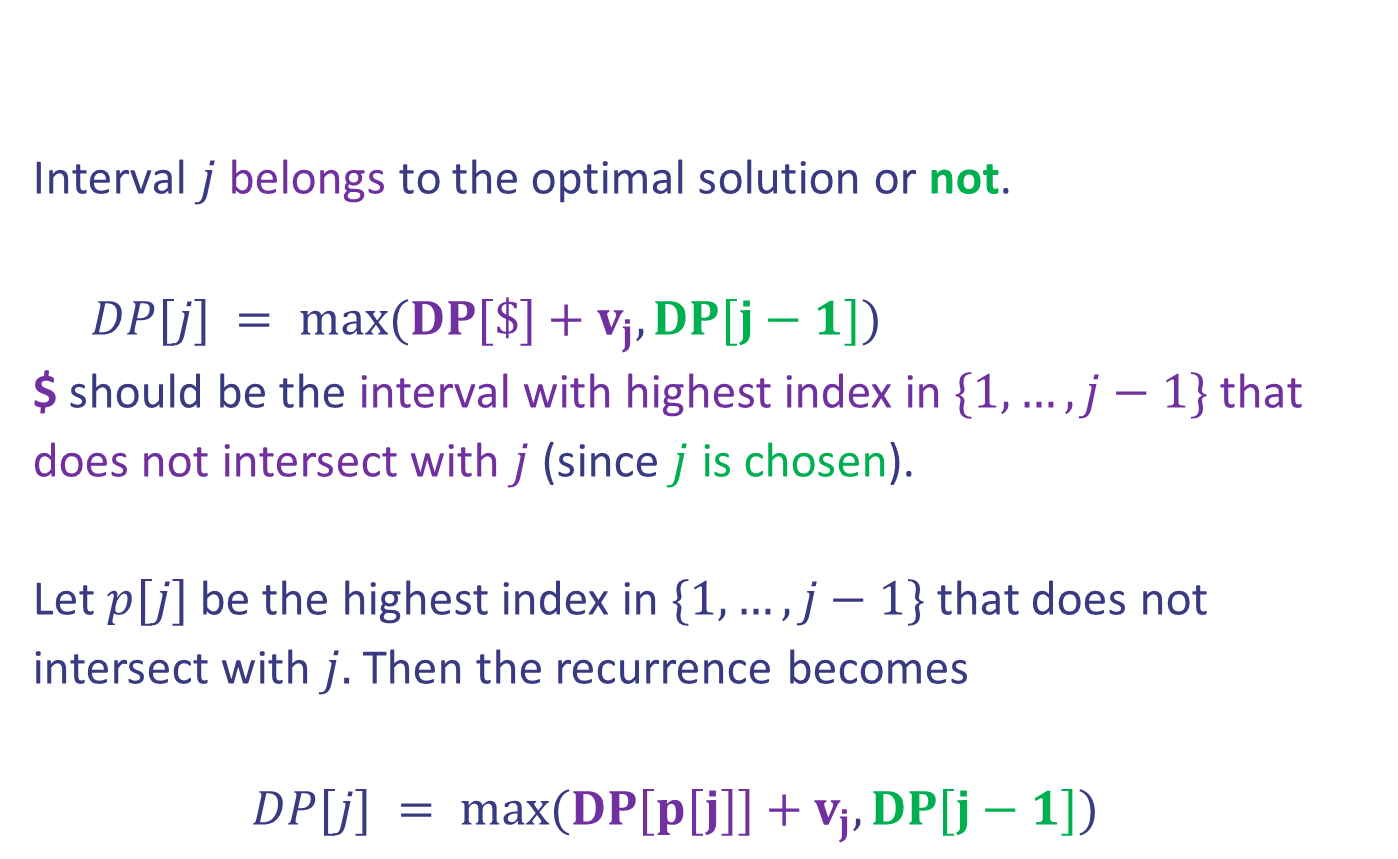 Interval j belongs to the optimal solution or not.
DP[j] = max(DP[$] + vⱼ, DP[j − 1])
$ should be the interval with highest index in {1, … , j − 1} that
does not intersect with j (since j is chosen).
Let p[j] be the highest index in {1, … , j − 1} that does not
intersect with j. Then the recurrence becomes
DP[j] = max(DP[p[j]] + vⱼ, DP[j − 1])